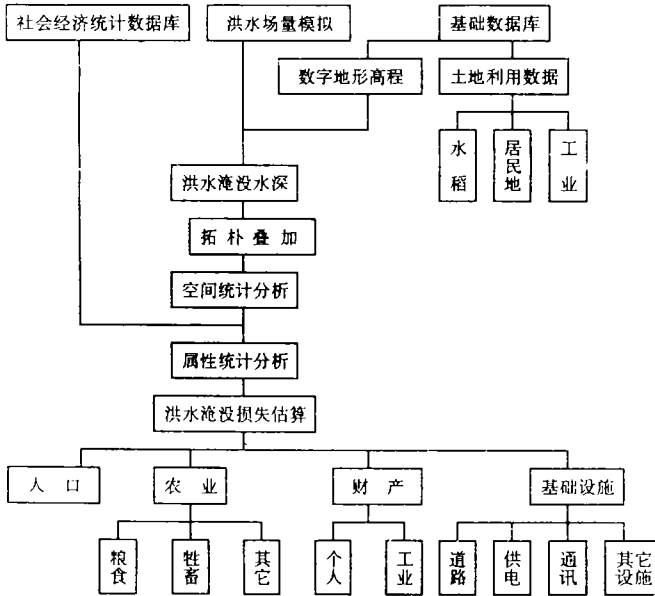 社会经济统计数据库
洪水场量模拟
基础数据库
数字地形高程
土地利用数据
水稻
居民地
工业
洪水淹没水深
拓朴叠加
空间统计分析
属性统计分析
洪水淹没损失估算
人口
农业
财产
基础设施
粮食
牲畜
其它
个人
工业
道路
供电
通讯
其它
设施